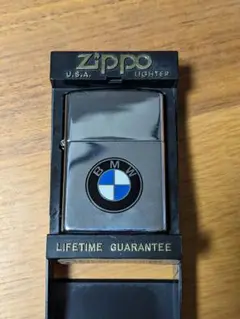 Zippo
U.S.A. LIGHTER
BMW
LIFETIME GUARANTEE